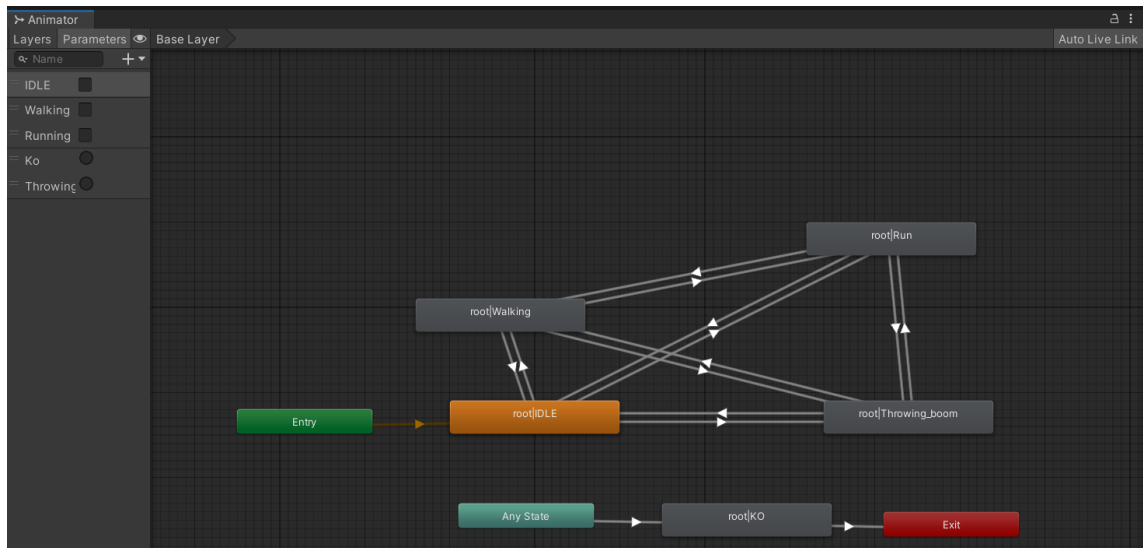 Animator
Layers Parameters Base Layer Auto Live Link
Name
IDLE
Walking
Running
Ko
Throwing
root|Run
root|Walking
root|IDLE
root|Throwing_boom
Entry
Any State
root|KO
Exit